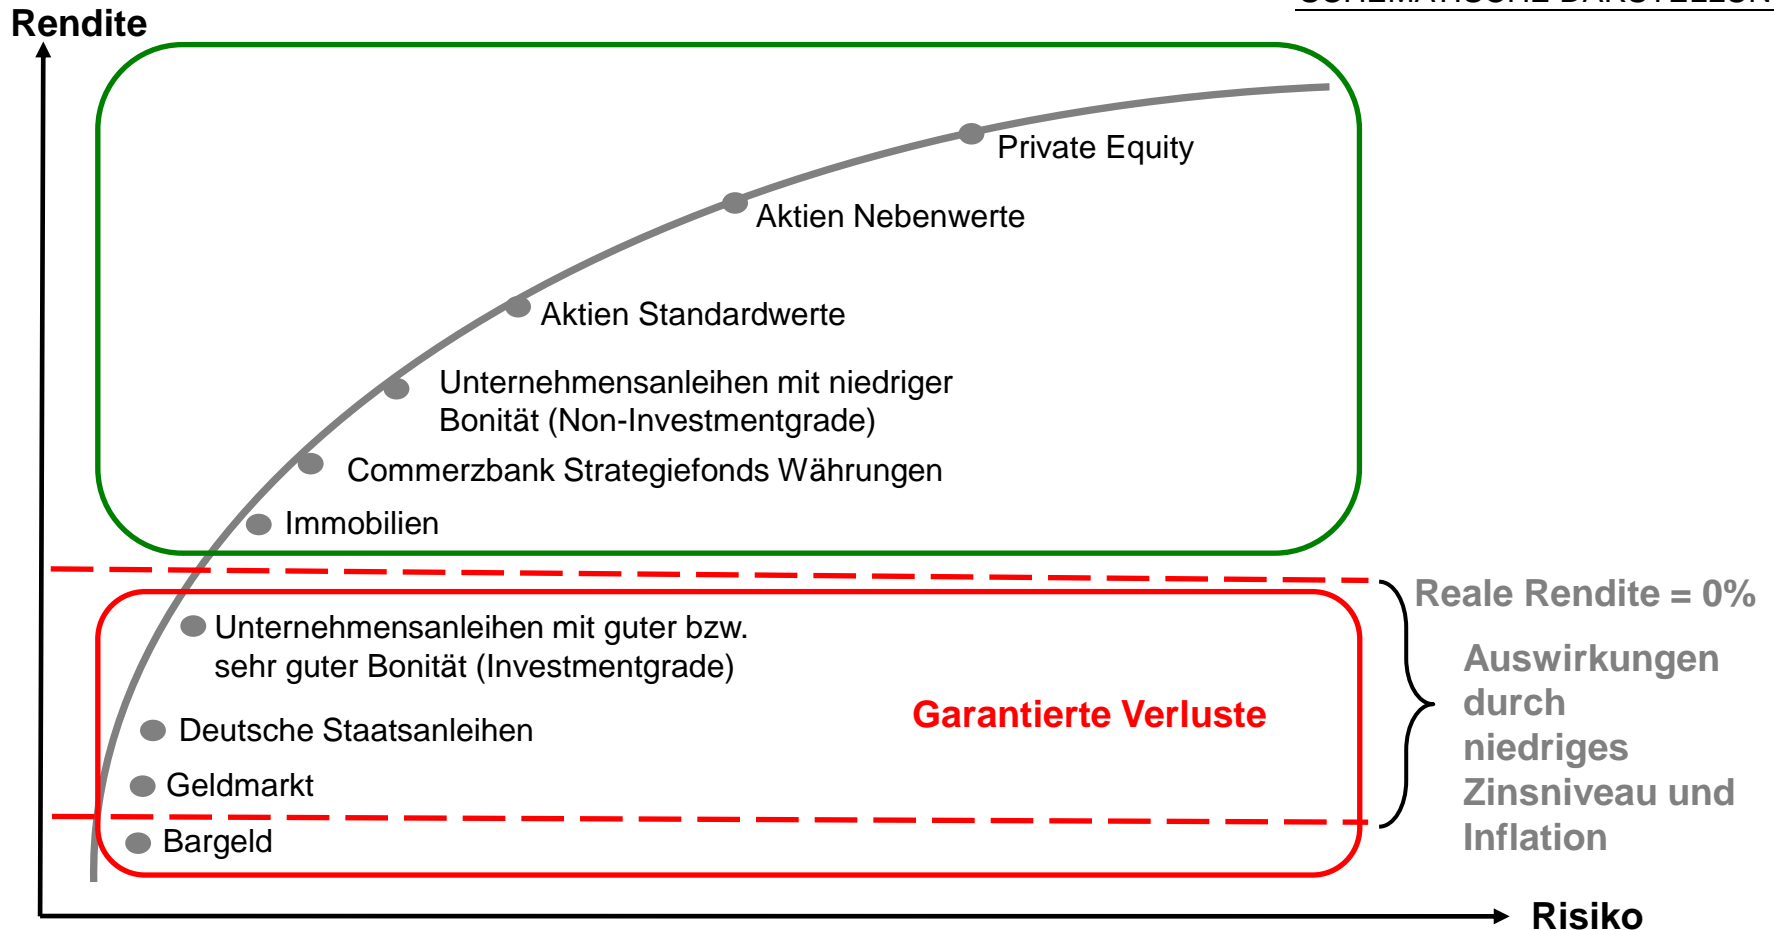 Rendite
Private Equity
Aktien Nebenwerte
Aktien Standardwerte
Unternehmensanleihen mit niedriger
Bonität (Non-Investmentgrade)
Commerzbank Strategiefonds Währungen
Immobilien
Reale Rendite = 0%
Unternehmensanleihen mit guter bzw.
sehr guter Bonität (Investmentgrade)
Auswirkungen
durch
niedriges
Zinsniveau und
Inflation
Garantierte Verluste
Deutsche Staatsanleihen
Geldmarkt
Bargeld
Risiko